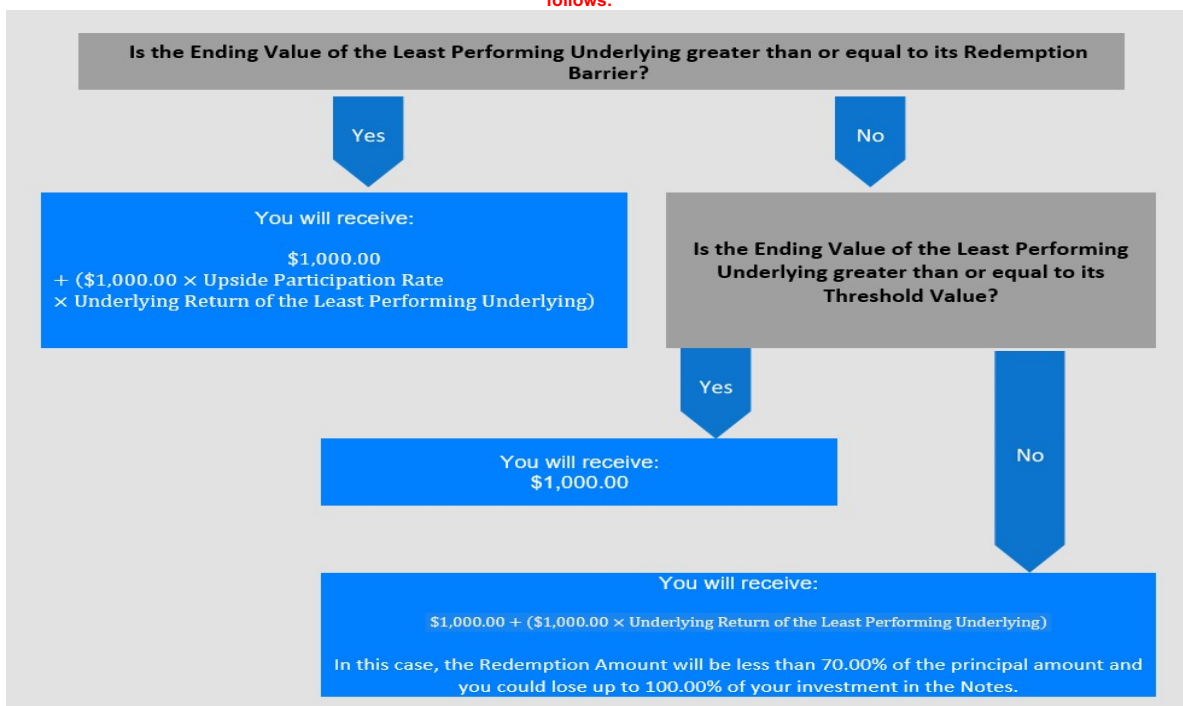 follows:
Is the Ending Value of the Least Performing Underlying greater than or equal to its Redemption
Barrier?
Yes
No
You will receive:
$1,000.00
+ ($1,000.00 × Upside Participation Rate
× Underlying Return of the Least Performing Underlying)
Is the Ending Value of the Least Performing
Underlying greater than or equal to its
Threshold Value?
Yes
No
You will receive:
$1,000.00
You will receive:
$1,000.00 + ($1,000.00 × Underlying Return of the Least Performing Underlying)
In this case, the Redemption Amount will be less than 70.00% of the principal amount and
you could lose up to 100.00% of your investment in the Notes.